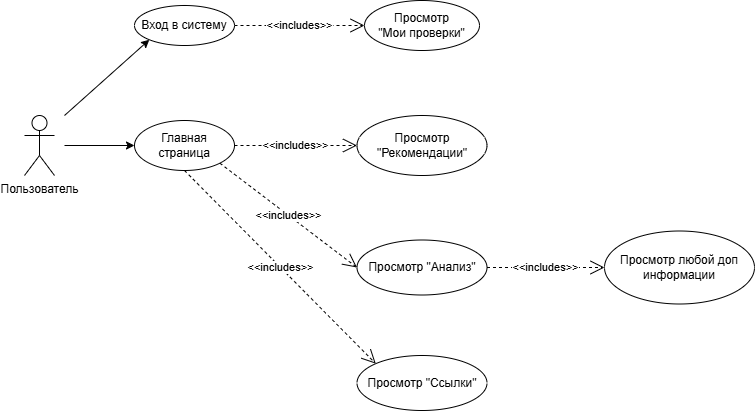 Вход в систему
<<includes>>
Просмотр
"Мои проверки"
Пользователь
Главная
страница
<<includes>>
Просмотр
"Рекомендации"
<<includes>>
Просмотр "Анализ"
<<includes>>
Просмотр любой доп
информации
<<includes>>
Просмотр "Ссылки"